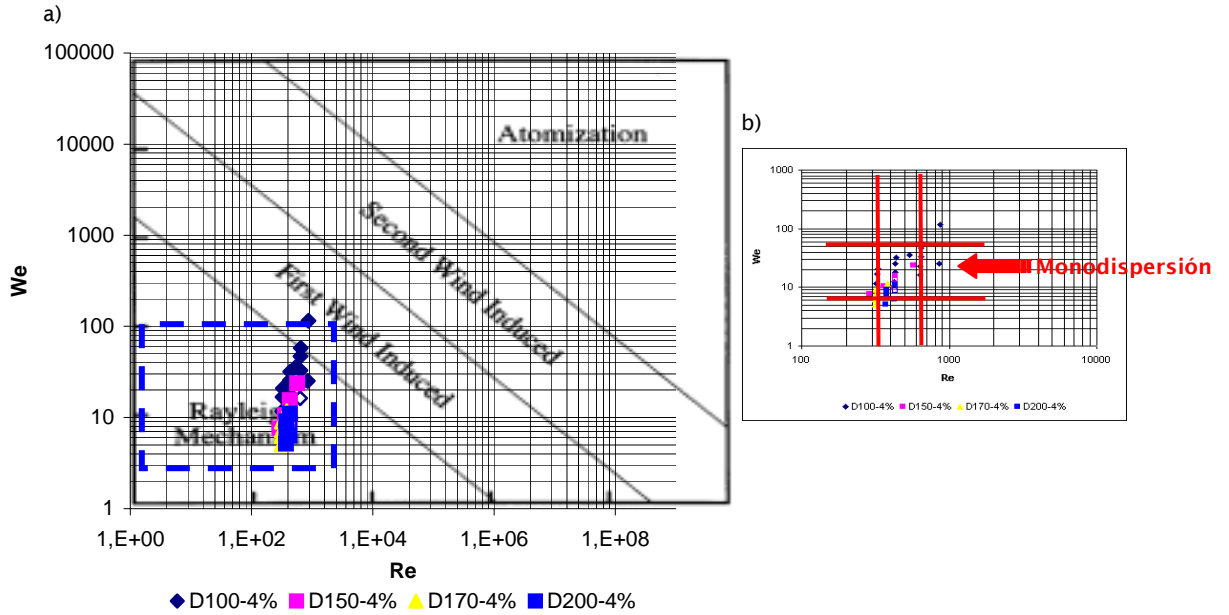 a)
100000
10000
1000
100
10
1
We
1,E+00 1,E+02 1,E+04 1,E+06 1,E+08
Re
Atomization
Second Wind Induced
First Wind Induced
Rayleigh
Mechanism
D100-4% D150-4% D170-4% D200-4%
b)
1000
100
10
1
We
100 1000 10000
Re
Monodispersión
D100-4% D150-4% D170-4% D200-4%